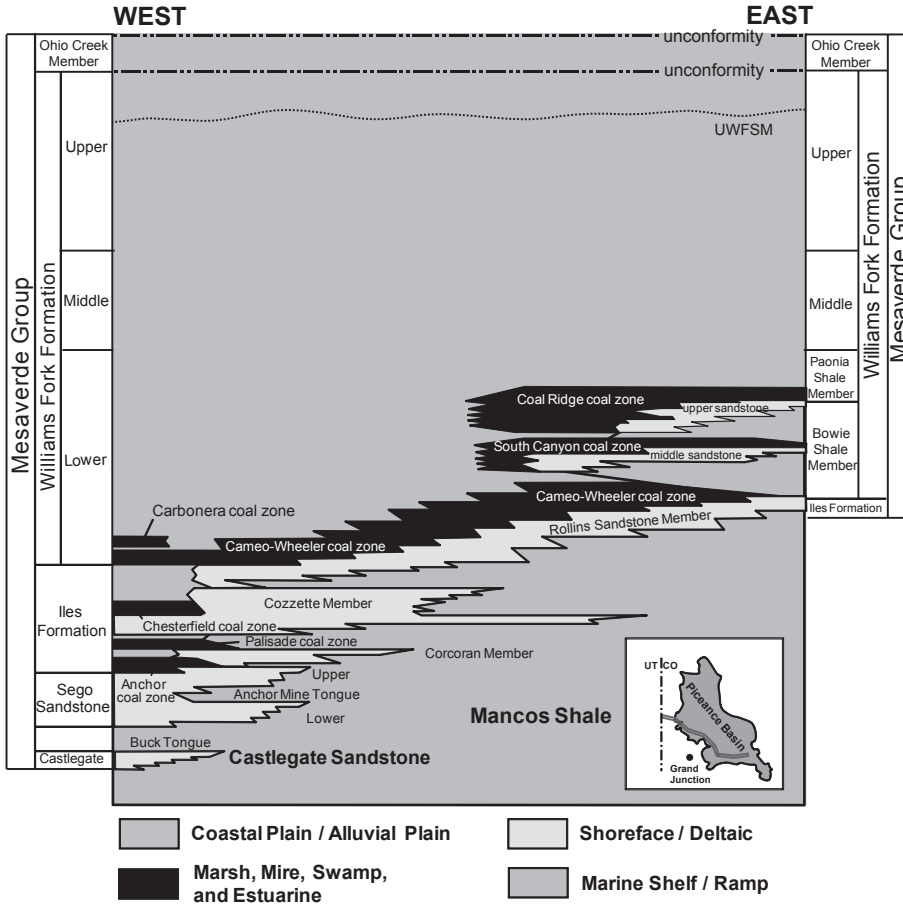 WEST
EAST
Ohio Creek
Member
unconformity
Ohio Creek
Member
unconformity
UWFSM
Upper
Upper
Middle
Middle
Lower
Mesaverde Group
Williams Fork Formation
Williams Fork Formation
Mesaverde Group
Paonia
Shale
Member
Coal Ridge coal zone
upper sandstone
Bowie
Shale
Member
South Canyon coal zone
middle sandstone
Cameo-Wheeler coal zone
Iles Formation
Carbonera coal zone
Rollins Sandstone Member
Cameo-Wheeler coal zone
Iles
Formation
Cozzette Member
Chesterfield coal zone
Palisade coal zone
Corcoran Member
Anchor
coal zone
Upper
Sego
Sandstone
Anchor Mine Tongue
Lower
Mancos Shale
Buck Tongue
Castlegate
Castlegate Sandstone
UT
CO
Piceance Basin
Grand
Junction
Coastal Plain / Alluvial Plain
Shoreface / Deltaic
Marsh, Mire, Swamp,
and Estuarine
Marine Shelf / Ramp